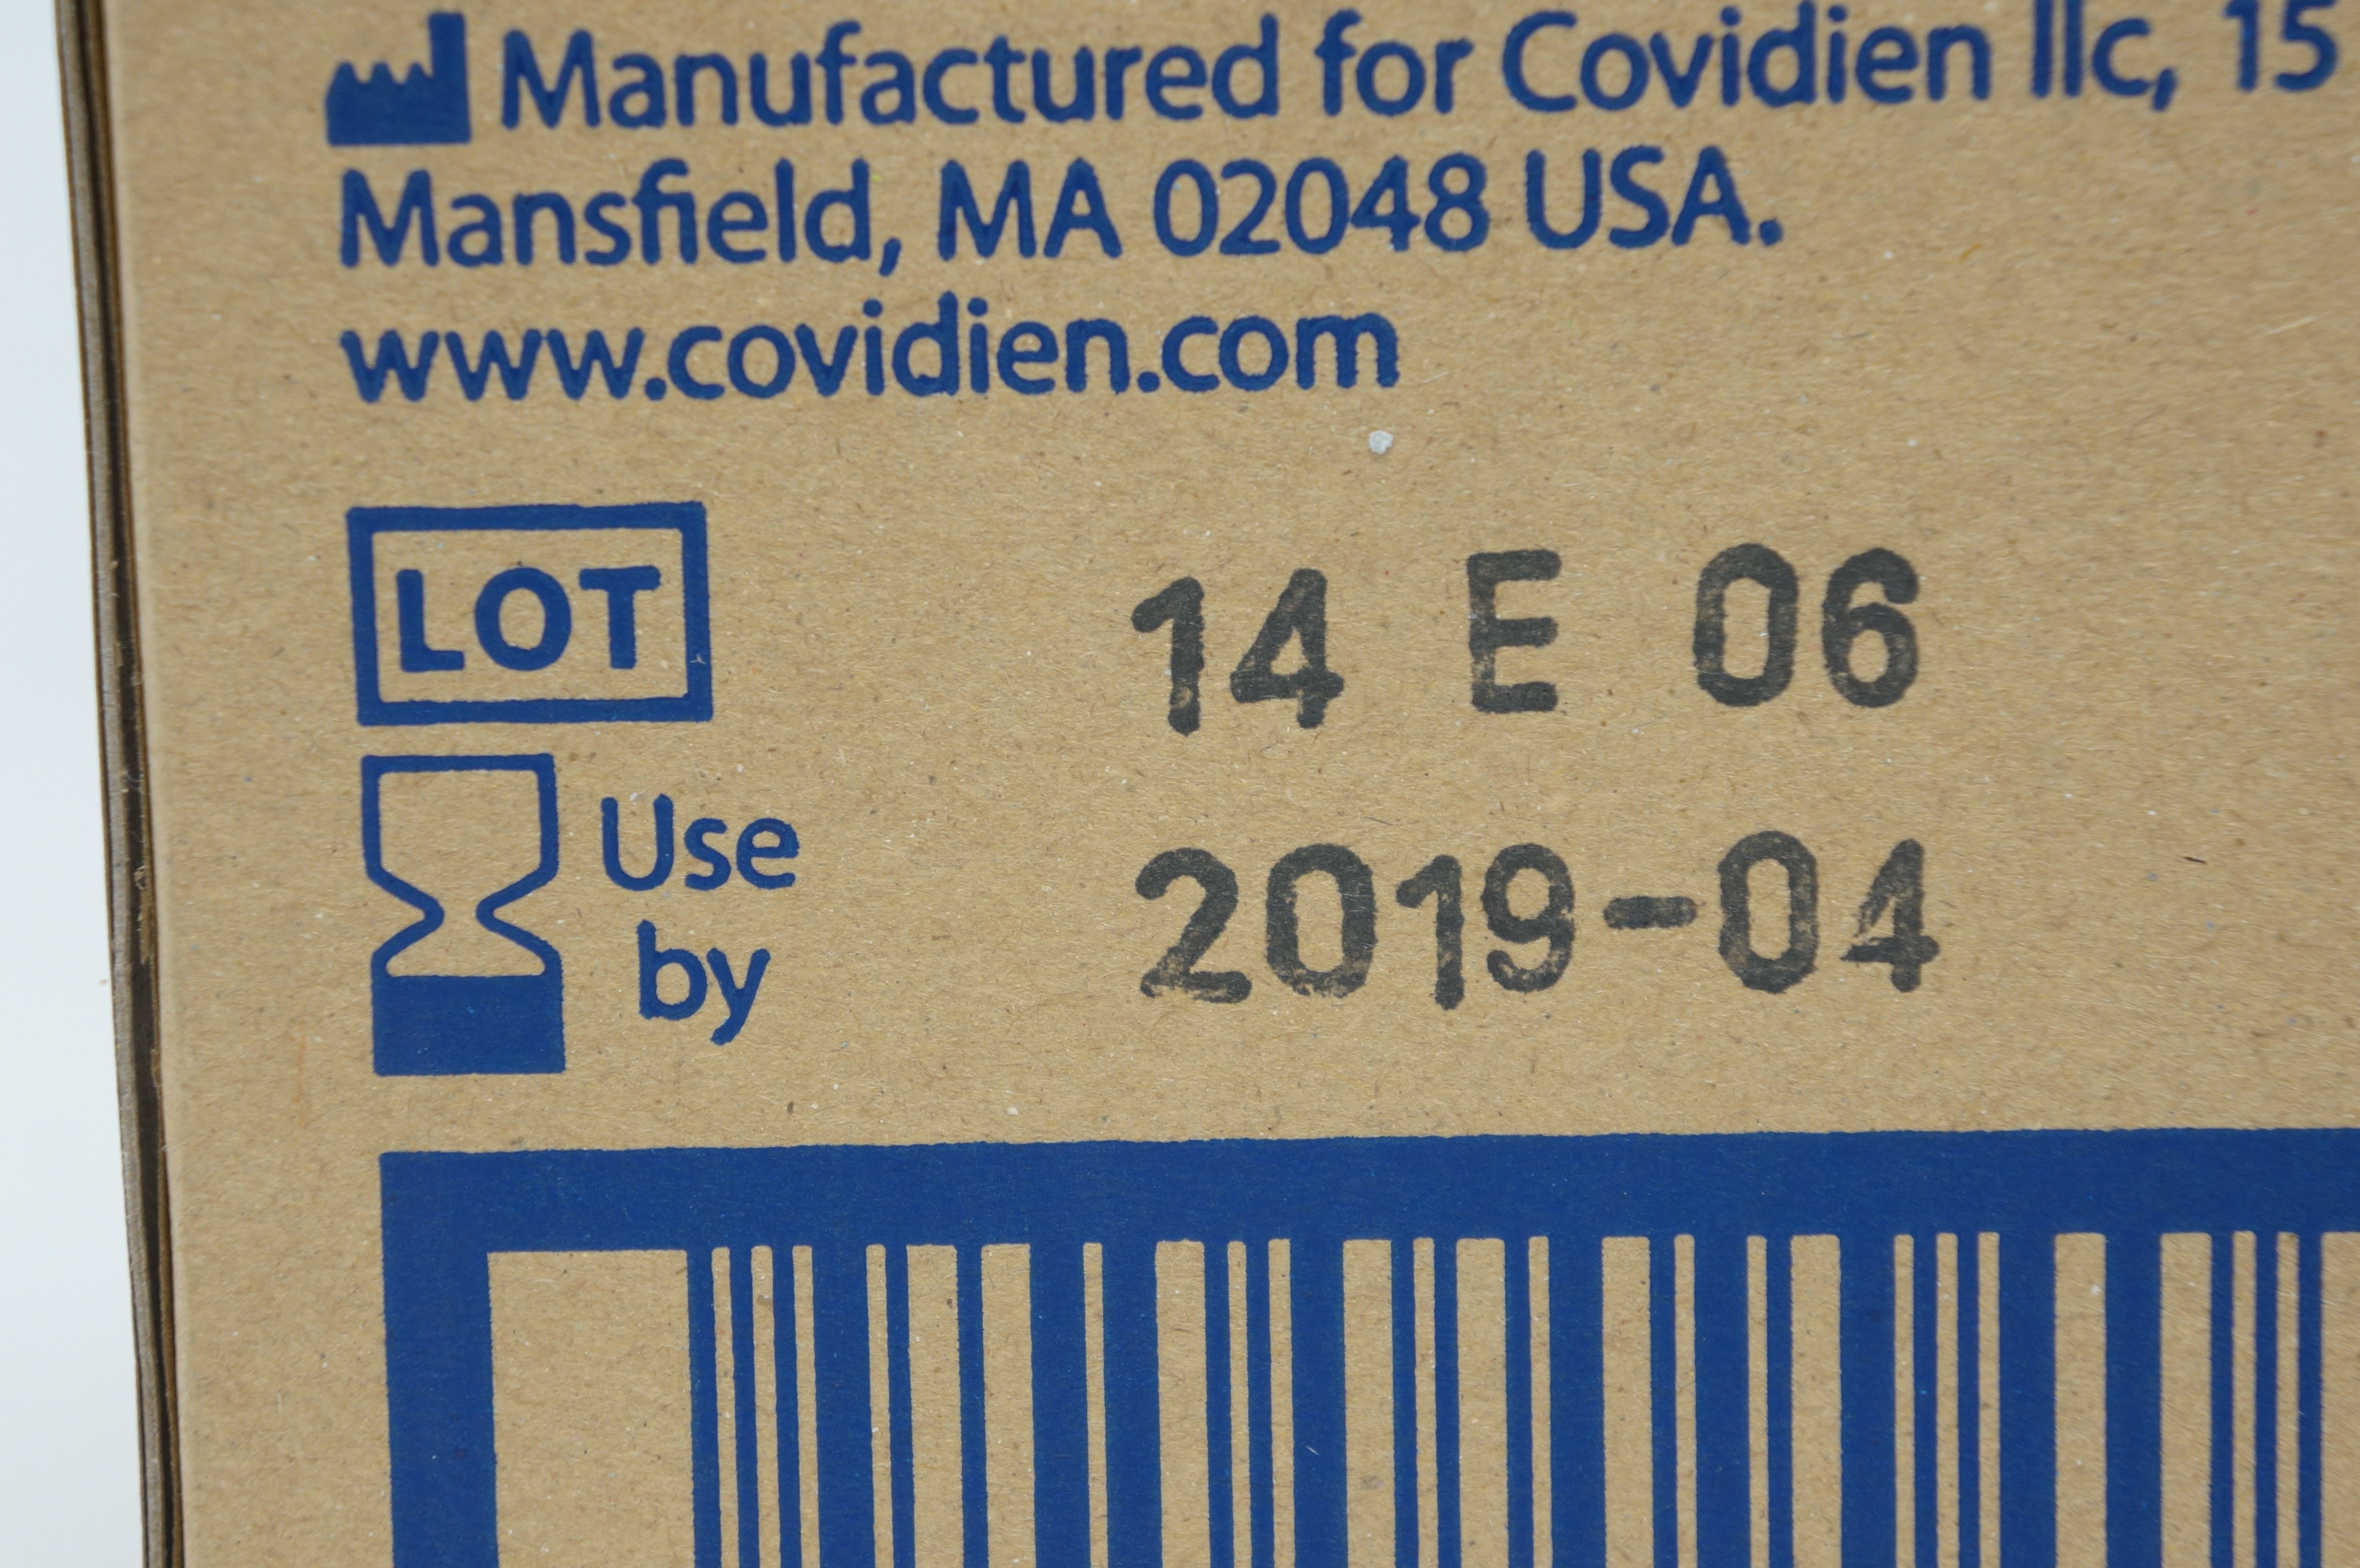 Manufactured for Covidien llc, 15
Mansfield, MA 02048 USA.
www.covidien.com
LOT 14 E 06
Use by 2019-04